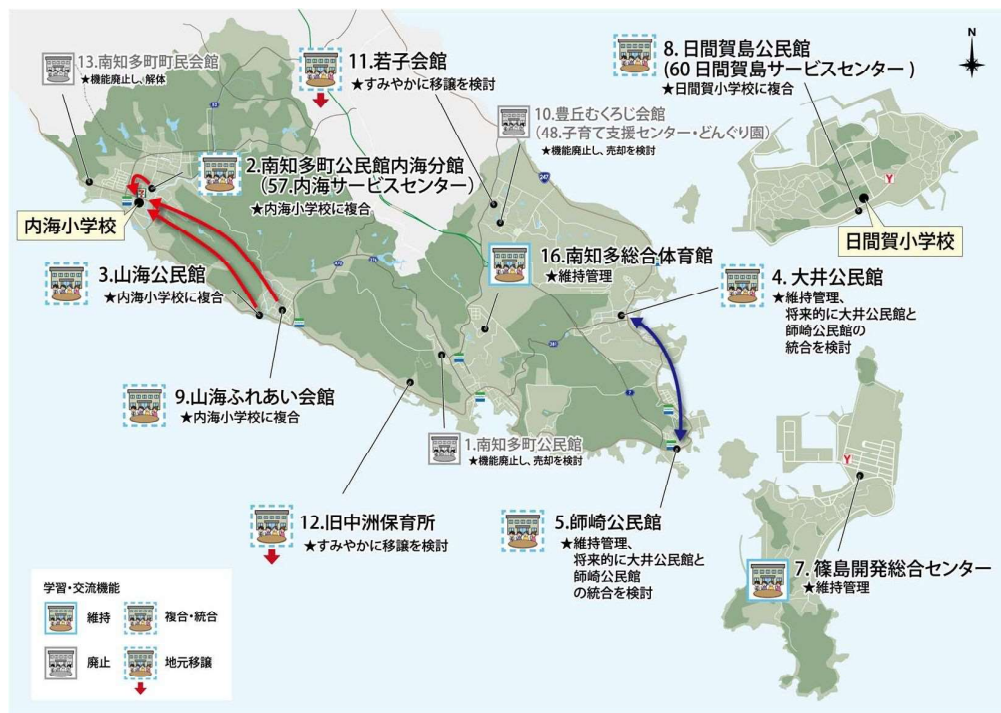 13.南知多町町民会館
★機能廃止し、解体
11.若子会館
★すみやかに移譲を検討
8.日間賀島公民館
(60 日間賀島サービスセンター)
★日間賀小学校に複合
N
10.豊丘むくろじ会館
(48.子育て支援センター・どんぐり園)
★機能廃止し、売却を検討
2.南知多町公民館内海分館
(57.内海サービスセンター)
★内海小学校に複合
247
内海小学校
日間賀小学校
3.山海公民館
★内海小学校に複合
16.南知多総合体育館
★維持管理
4.大井公民館
★維持管理、
将来的に大井公民館と
師崎公民館の
統合を検討
9.山海ふれあい会館
★内海小学校に複合
1.南知多町公民館
★機能廃止し、売却を検討
12.旧中洲保育所
★すみやかに移譲を検討
5.師崎公民館
★維持管理、
将来的に大井公民館と
師崎公民館
の統合を検討
7.篠島開発総合センター
★維持管理
学習・交流機能
維持
複合・統合
廃止
地元移譲